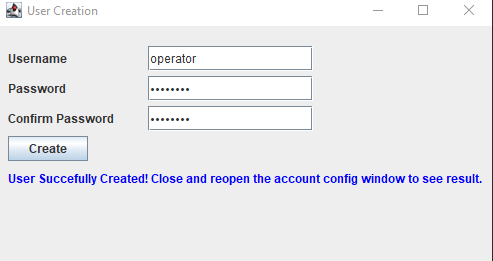 User Creation
Username operator
Password ••••••••
Confirm Password ••••••••
Create
User Succefully Created! Close and reopen the account config window to see result.